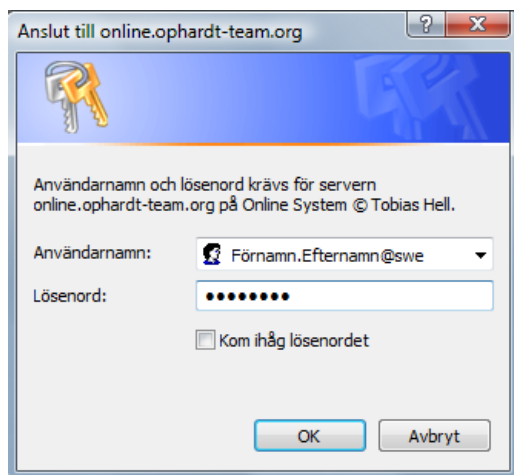 Anslut till online.ophardt-team.org
Användarnamn och lösenord krävs för servern
online.ophardt-team.org på Online System © Tobias Hell.
Användarnamn: Förnamn.Efternamn@swe
Lösenord: ●●●●●●●●
Kom ihåg lösenordet
OK Avbryt